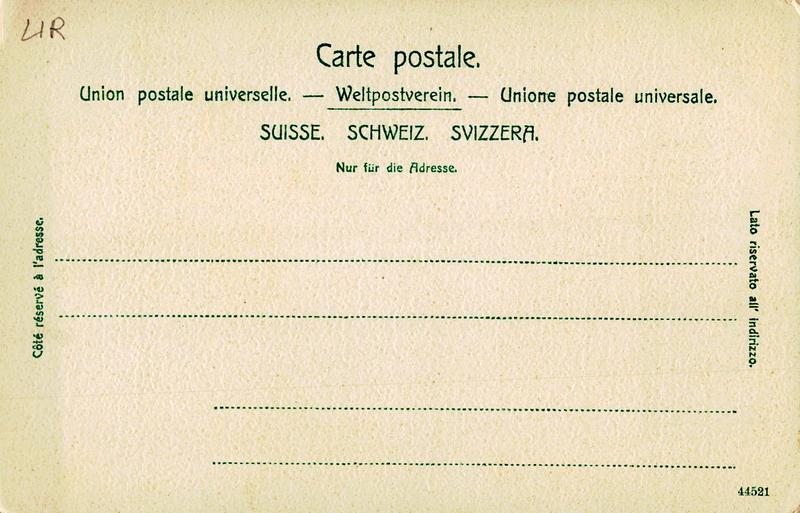 LIR
Carte postale.
Union postale universelle. — Weltpostverein. — Unione postale universale.
SUISSE. SCHWEIZ. SVIZZERA.
Nur für die Adresse.
Côté réservé à l'adresse.
Lato riservato all' indirizzo.
44521